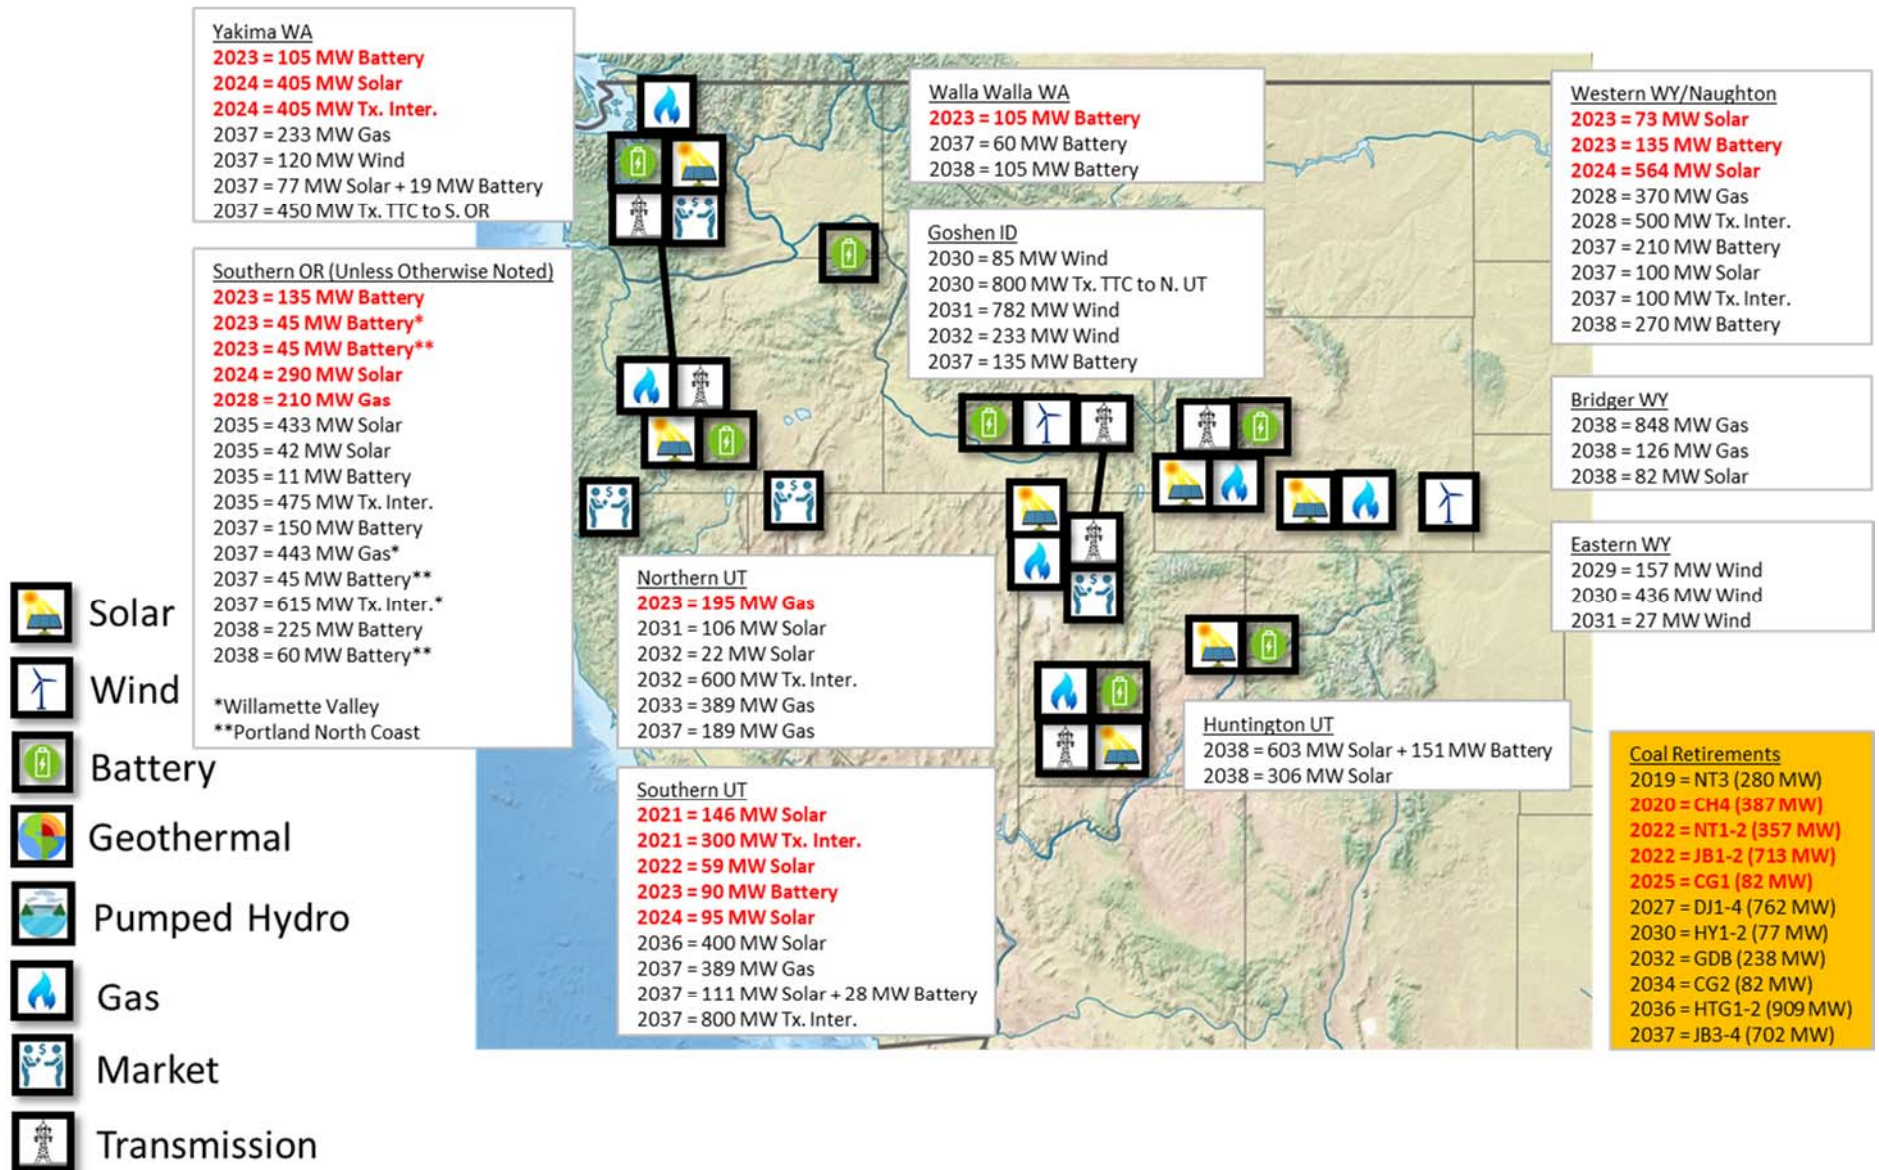 Yakima WA
2023 = 105 MW Battery
2024 = 405 MW Solar
2024 = 405 MW Tx. Inter.
2037 = 233 MW Gas
2037 = 120 MW Wind
2037 = 77 MW Solar + 19 MW Battery
2037 = 450 MW Tx. TTC to S. OR
Southern OR (Unless Otherwise Noted)
2023 = 135 MW Battery
2023 = 45 MW Battery*
2023 = 45 MW Battery**
2024 = 290 MW Solar
2028 = 210 MW Gas
2035 = 433 MW Solar
2035 = 42 MW Solar
2035 = 11 MW Battery
2035 = 475 MW Tx. Inter.
2037 = 150 MW Battery
2037 = 443 MW Gas*
2037 = 45 MW Battery**
2037 = 615 MW Tx. Inter.*
2038 = 225 MW Battery
2038 = 60 MW Battery**
*Willamette Valley
**Portland North Coast
Walla Walla WA
2023 = 105 MW Battery
2037 = 60 MW Battery
2038 = 105 MW Battery
Goshen ID
2030 = 85 MW Wind
2030 = 800 MW Tx. TTC to N. UT
2031 = 782 MW Wind
2032 = 233 MW Wind
2037 = 135 MW Battery
Western WY/Naughton
2023 = 73 MW Solar
2023 = 135 MW Battery
2024 = 564 MW Solar
2028 = 370 MW Gas
2028 = 500 MW Tx. Inter.
2037 = 210 MW Battery
2037 = 100 MW Solar
2037 = 100 MW Tx. Inter.
2038 = 270 MW Battery
Bridger WY
2038 = 848 MW Gas
2038 = 126 MW Gas
2038 = 82 MW Solar
Eastern WY
2029 = 157 MW Wind
2030 = 436 MW Wind
2031 = 27 MW Wind
Northern UT
2023 = 195 MW Gas
2031 = 106 MW Solar
2032 = 22 MW Solar
2032 = 600 MW Tx. Inter.
2033 = 389 MW Gas
2037 = 189 MW Gas
Southern UT
2021 = 146 MW Solar
2021 = 300 MW Tx. Inter.
2022 = 59 MW Solar
2023 = 90 MW Battery
2024 = 95 MW Solar
2036 = 400 MW Solar
2037 = 389 MW Gas
2037 = 111 MW Solar + 28 MW Battery
2037 = 800 MW Tx. Inter.
Huntington UT
2038 = 603 MW Solar + 151 MW Battery
2038 = 306 MW Solar
Coal Retirements
2019 = NT3 (280 MW)
2020 = CH4 (387 MW)
2022 = NT1-2 (357 MW)
2022 = JB1-2 (713 MW)
2025 = CG1 (82 MW)
2027 = DJ1-4 (762 MW)
2030 = HY1-2 (77 MW)
2032 = GDB (238 MW)
2034 = CG2 (82 MW)
2036 = HTG1-2 (909 MW)
2037 = JB3-4 (702 MW)
Solar
Wind
Battery
Geothermal
Pumped Hydro
Gas
Market
Transmission